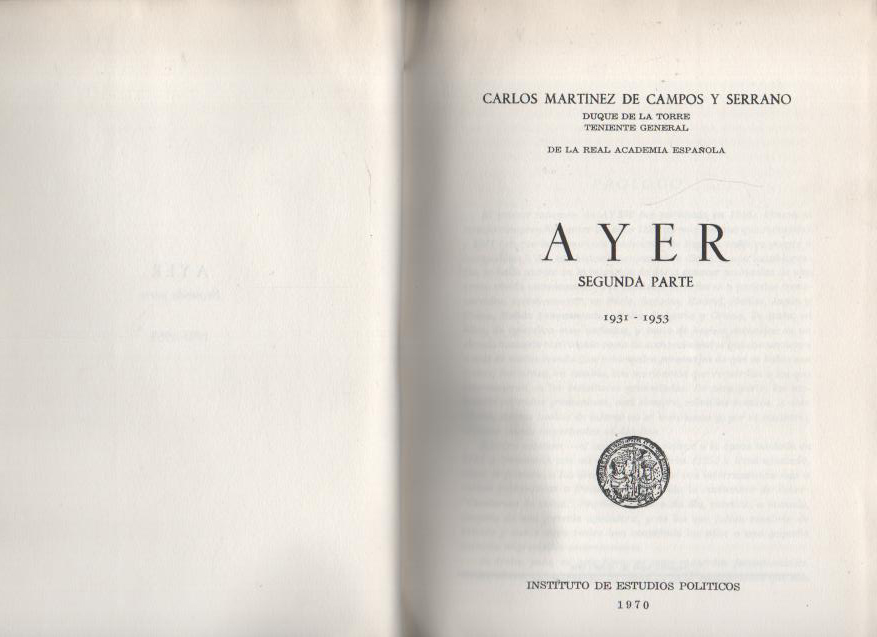 CARLOS MARTINEZ DE CAMPOS Y SERRANO
DUQUE DE LA TORRE
TENIENTE GENERAL
DE LA REAL ACADEMIA ESPAÑOLA
AYER
SEGUNDA PARTE
1931 - 1953
INSTITUTO DE ESTUDIOS POLITICOS
1970